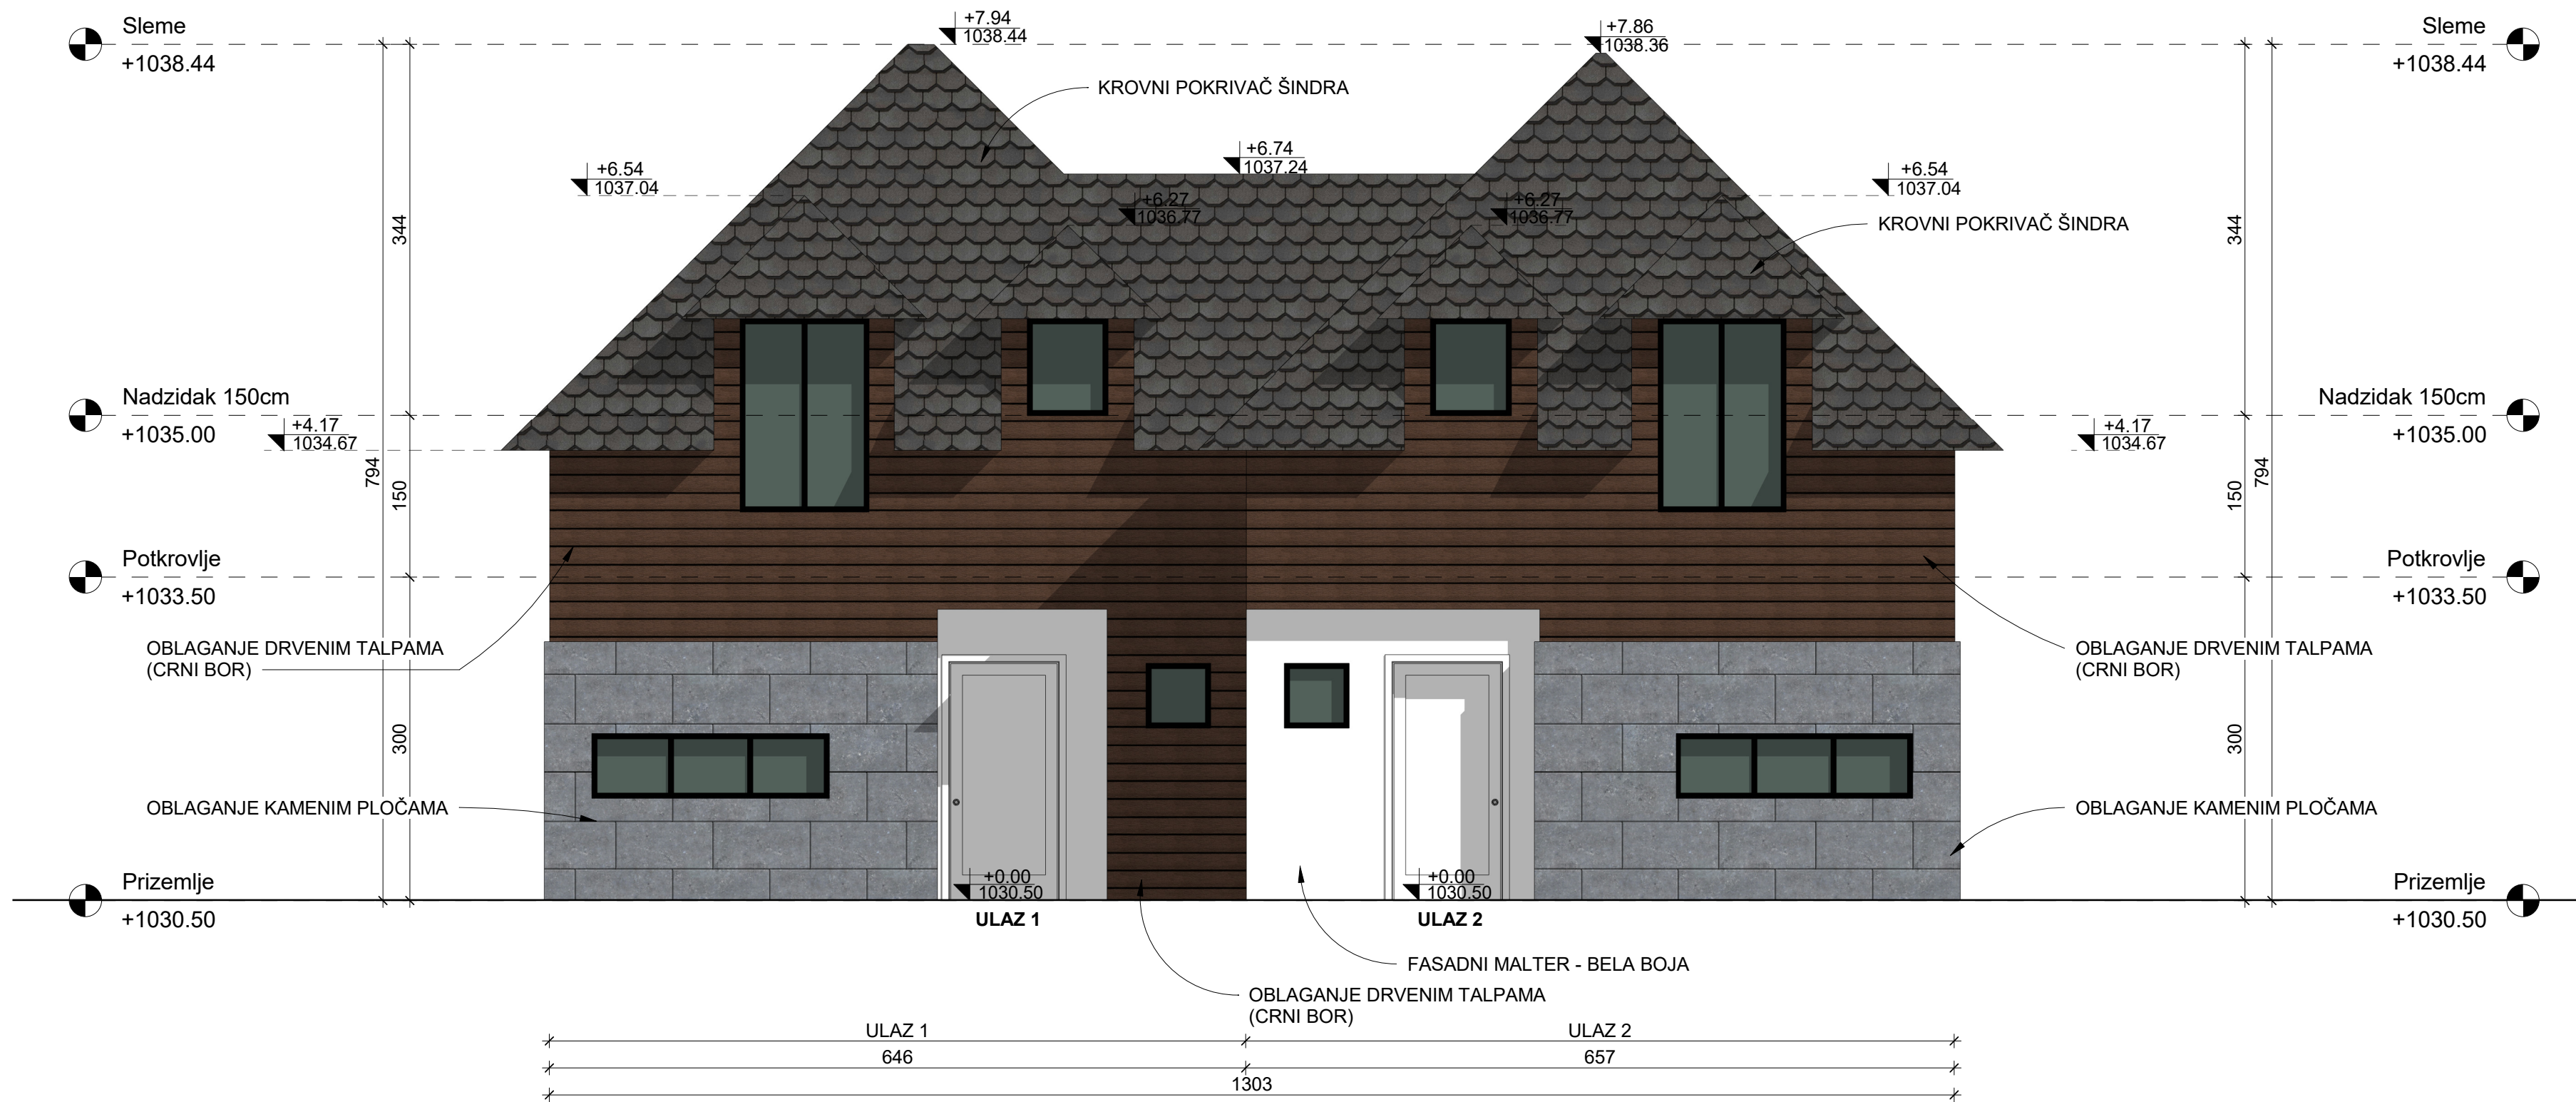 Sleme
+1038.44
+7.94
1038.44
+7.86
1038.36
Sleme
+1038.44
KROVNI POKRIVAČ ŠINDRA
+6.54
1037.04
+6.74
1037.24
+6.27
1036.77
+6.27
1036.77
+6.54
1037.04
KROVNI POKRIVAČ ŠINDRA
344
344
Nadzidak 150cm
+1035.00
+4.17
1034.67
Nadzidak 150cm
+1035.00
+4.17
1034.67
794
150
150
794
Potkrovlje
+1033.50
Potkrovlje
+1033.50
OBLAGANJE DRVENIM TALPAMA
(CRNI BOR)
OBLAGANJE DRVENIM TALPAMA
(CRNI BOR)
300
300
OBLAGANJE KAMENIM PLOČAMA
OBLAGANJE KAMENIM PLOČAMA
Prizemlje
+1030.50
+0.00
1030.50
+0.00
1030.50
Prizemlje
+1030.50
ULAZ 1
ULAZ 2
FASADNI MALTER - BELA BOJA
OBLAGANJE DRVENIM TALPAMA
(CRNI BOR)
ULAZ 1
ULAZ 2
646
657
1303